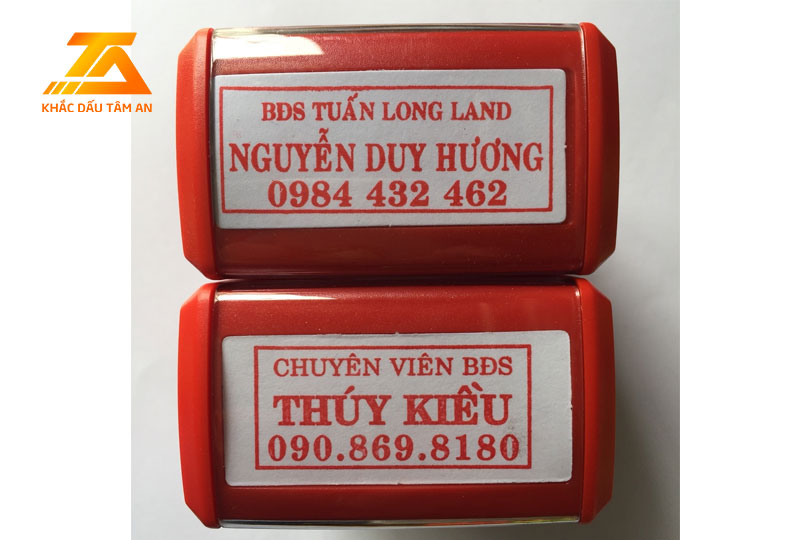 KHẮC DẤU TÂM AN
BĐS TUẤN LONG LAND
NGUYỄN DUY HƯƠNG
0984 432 462
CHUYÊN VIÊN BĐS
THÚY KIỀU
090.869.8180